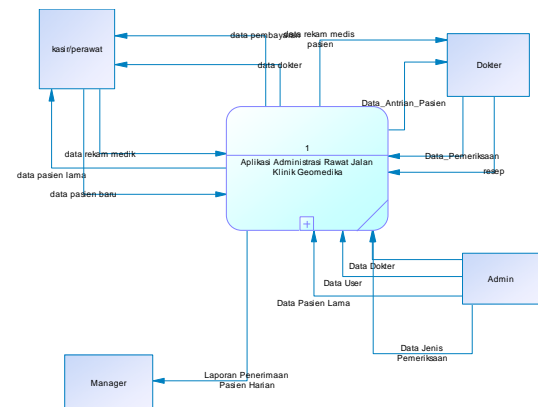 kasir/perawat
data pembayaran
data rekam medis
pasien
Dokter
data dokter
Data_Antrian_Pasien
1
Aplikasi Administrasi Rawat Jalan
Klinik Geomedika
data rekam medik
data pasien lama
data pasien baru
Data_Pemeriksaan
resep
Data Dokter
Data User
Data Pasien Lama
Admin
Data Jenis
Pemeriksaan
Manager
Laporan Penerimaan
Pasien Harian